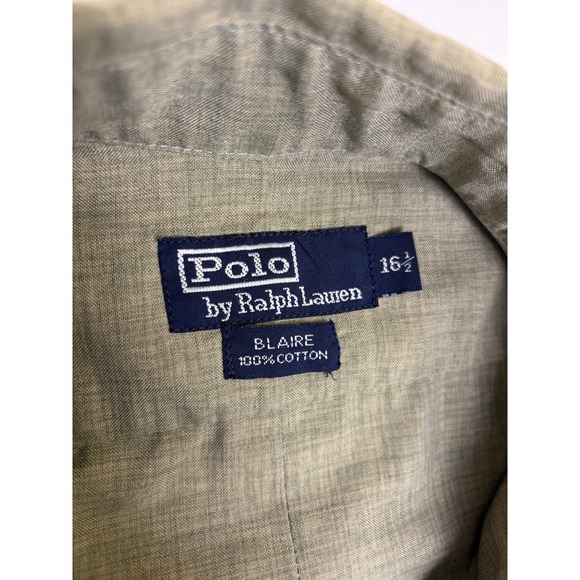 Polo
by Ralph Lauren
16½
BLAIRE
100% COTTON